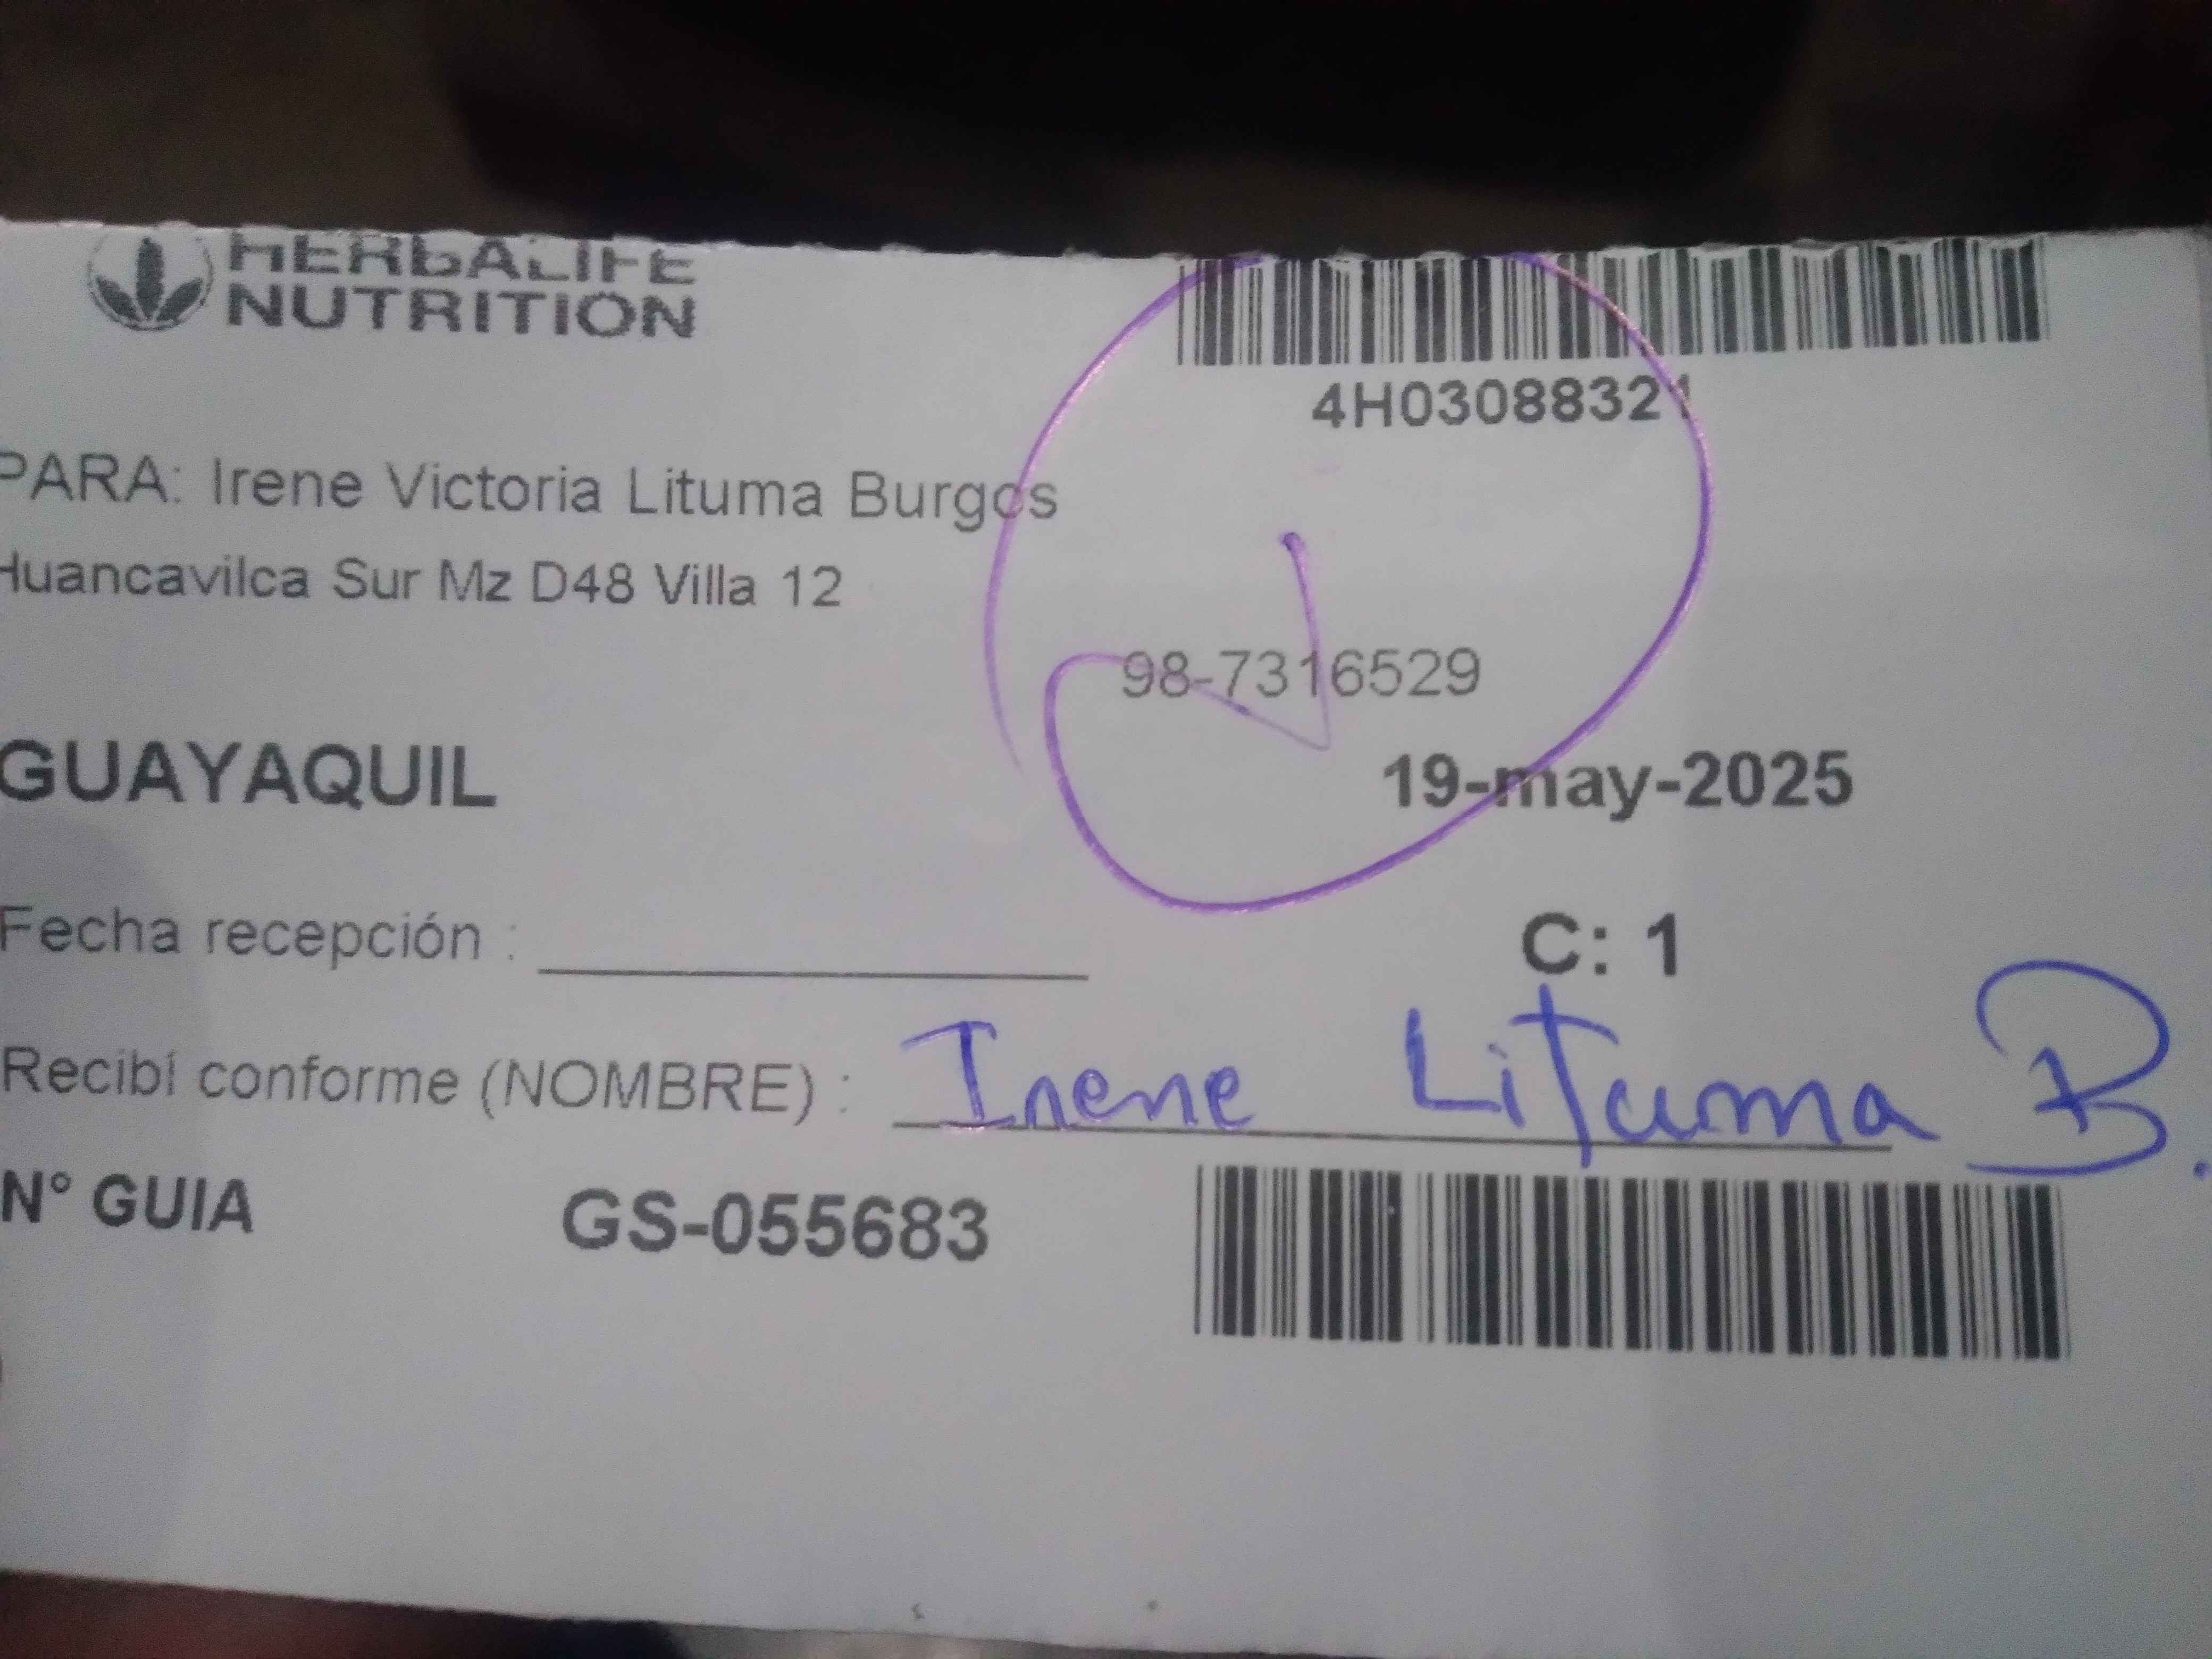 HERBALIFE
NUTRITION
4H03088321
PARA: Irene Victoria Lituma Burgos
Huancavilca Sur Mz D48 Villa 12
98-7316529
GUAYAQUIL
19-may-2025
Fecha recepción :
C: 1
Recibí conforme (NOMBRE) : Irene Lituma B.
N° GUIA GS-055683